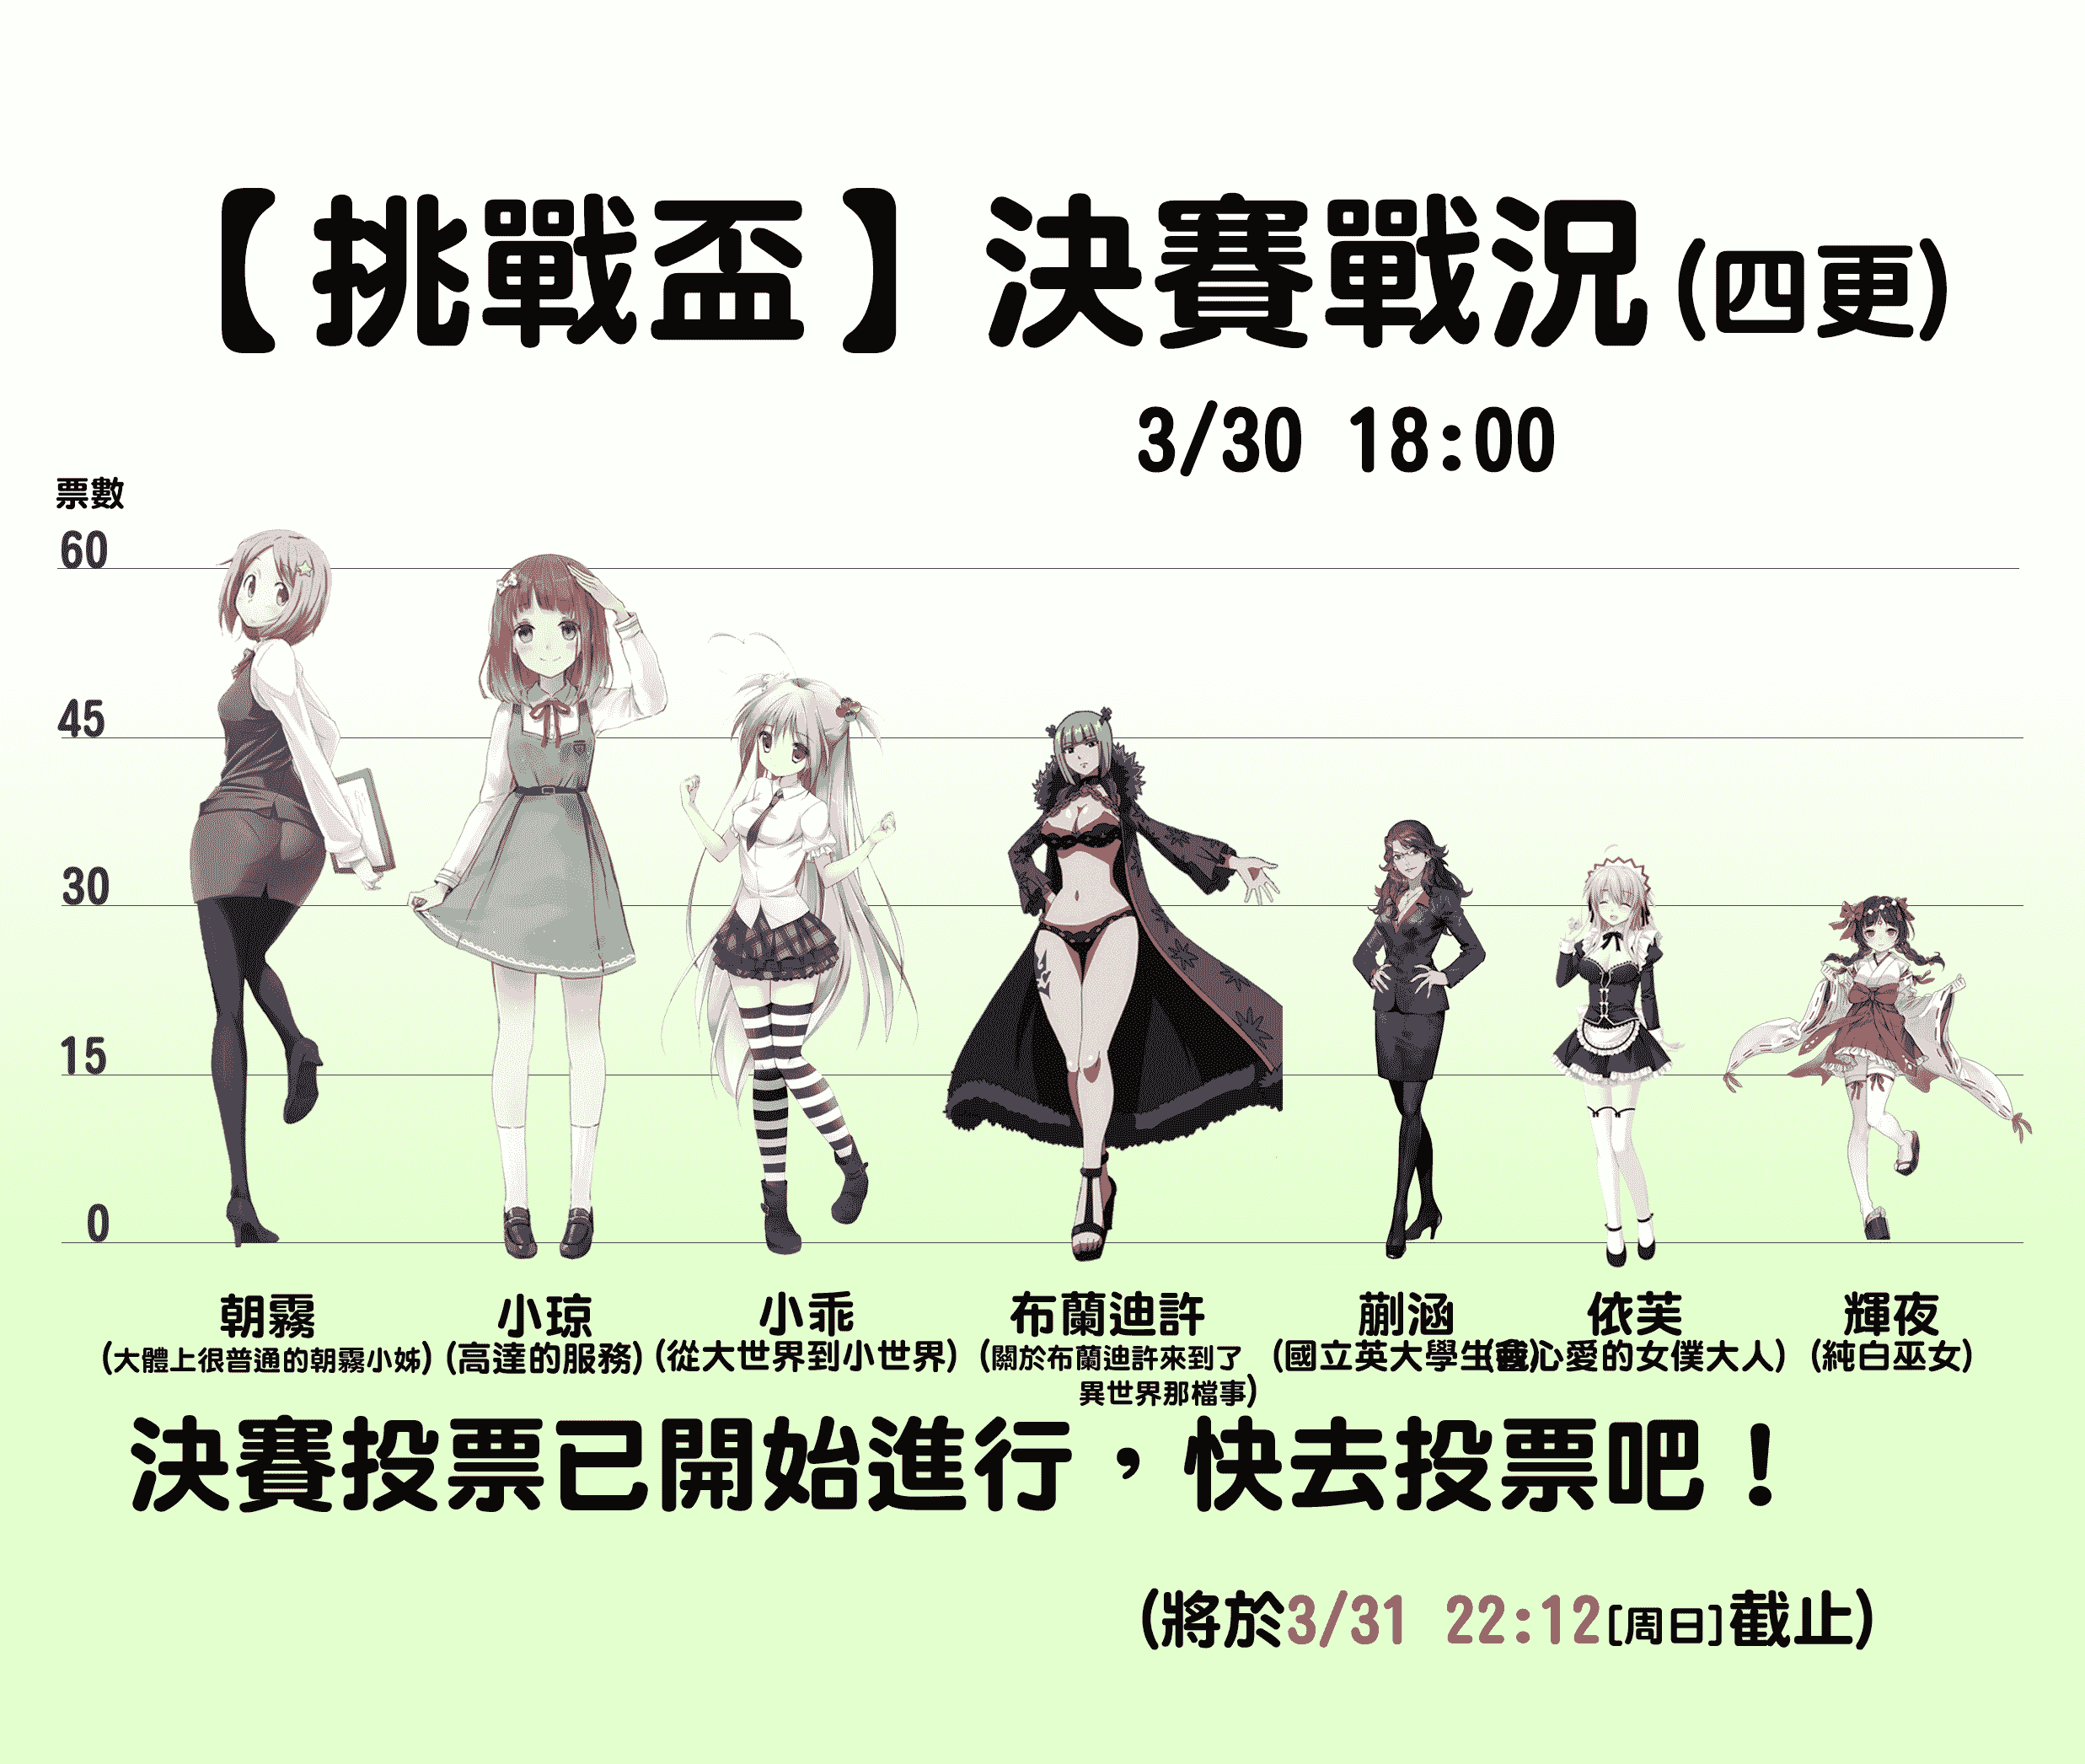 【挑戰盃】決賽戰況(四更)
3/30 18:00
票數
60
45
30
15
0
朝霧 小琼 小乖 布蘭迪許 蒯涵 依芙 輝夜
(大體上很普通的朝霧小姊) (高達的服務) (從大世界到小世界) (關於布蘭迪許來到了 (國立英大學生會) (我心愛的女僕大人) (純白巫女)
異世界那檔事)
決賽投票已開始進行，快去投票吧！
(將於3/31 22:12[周日]截止)